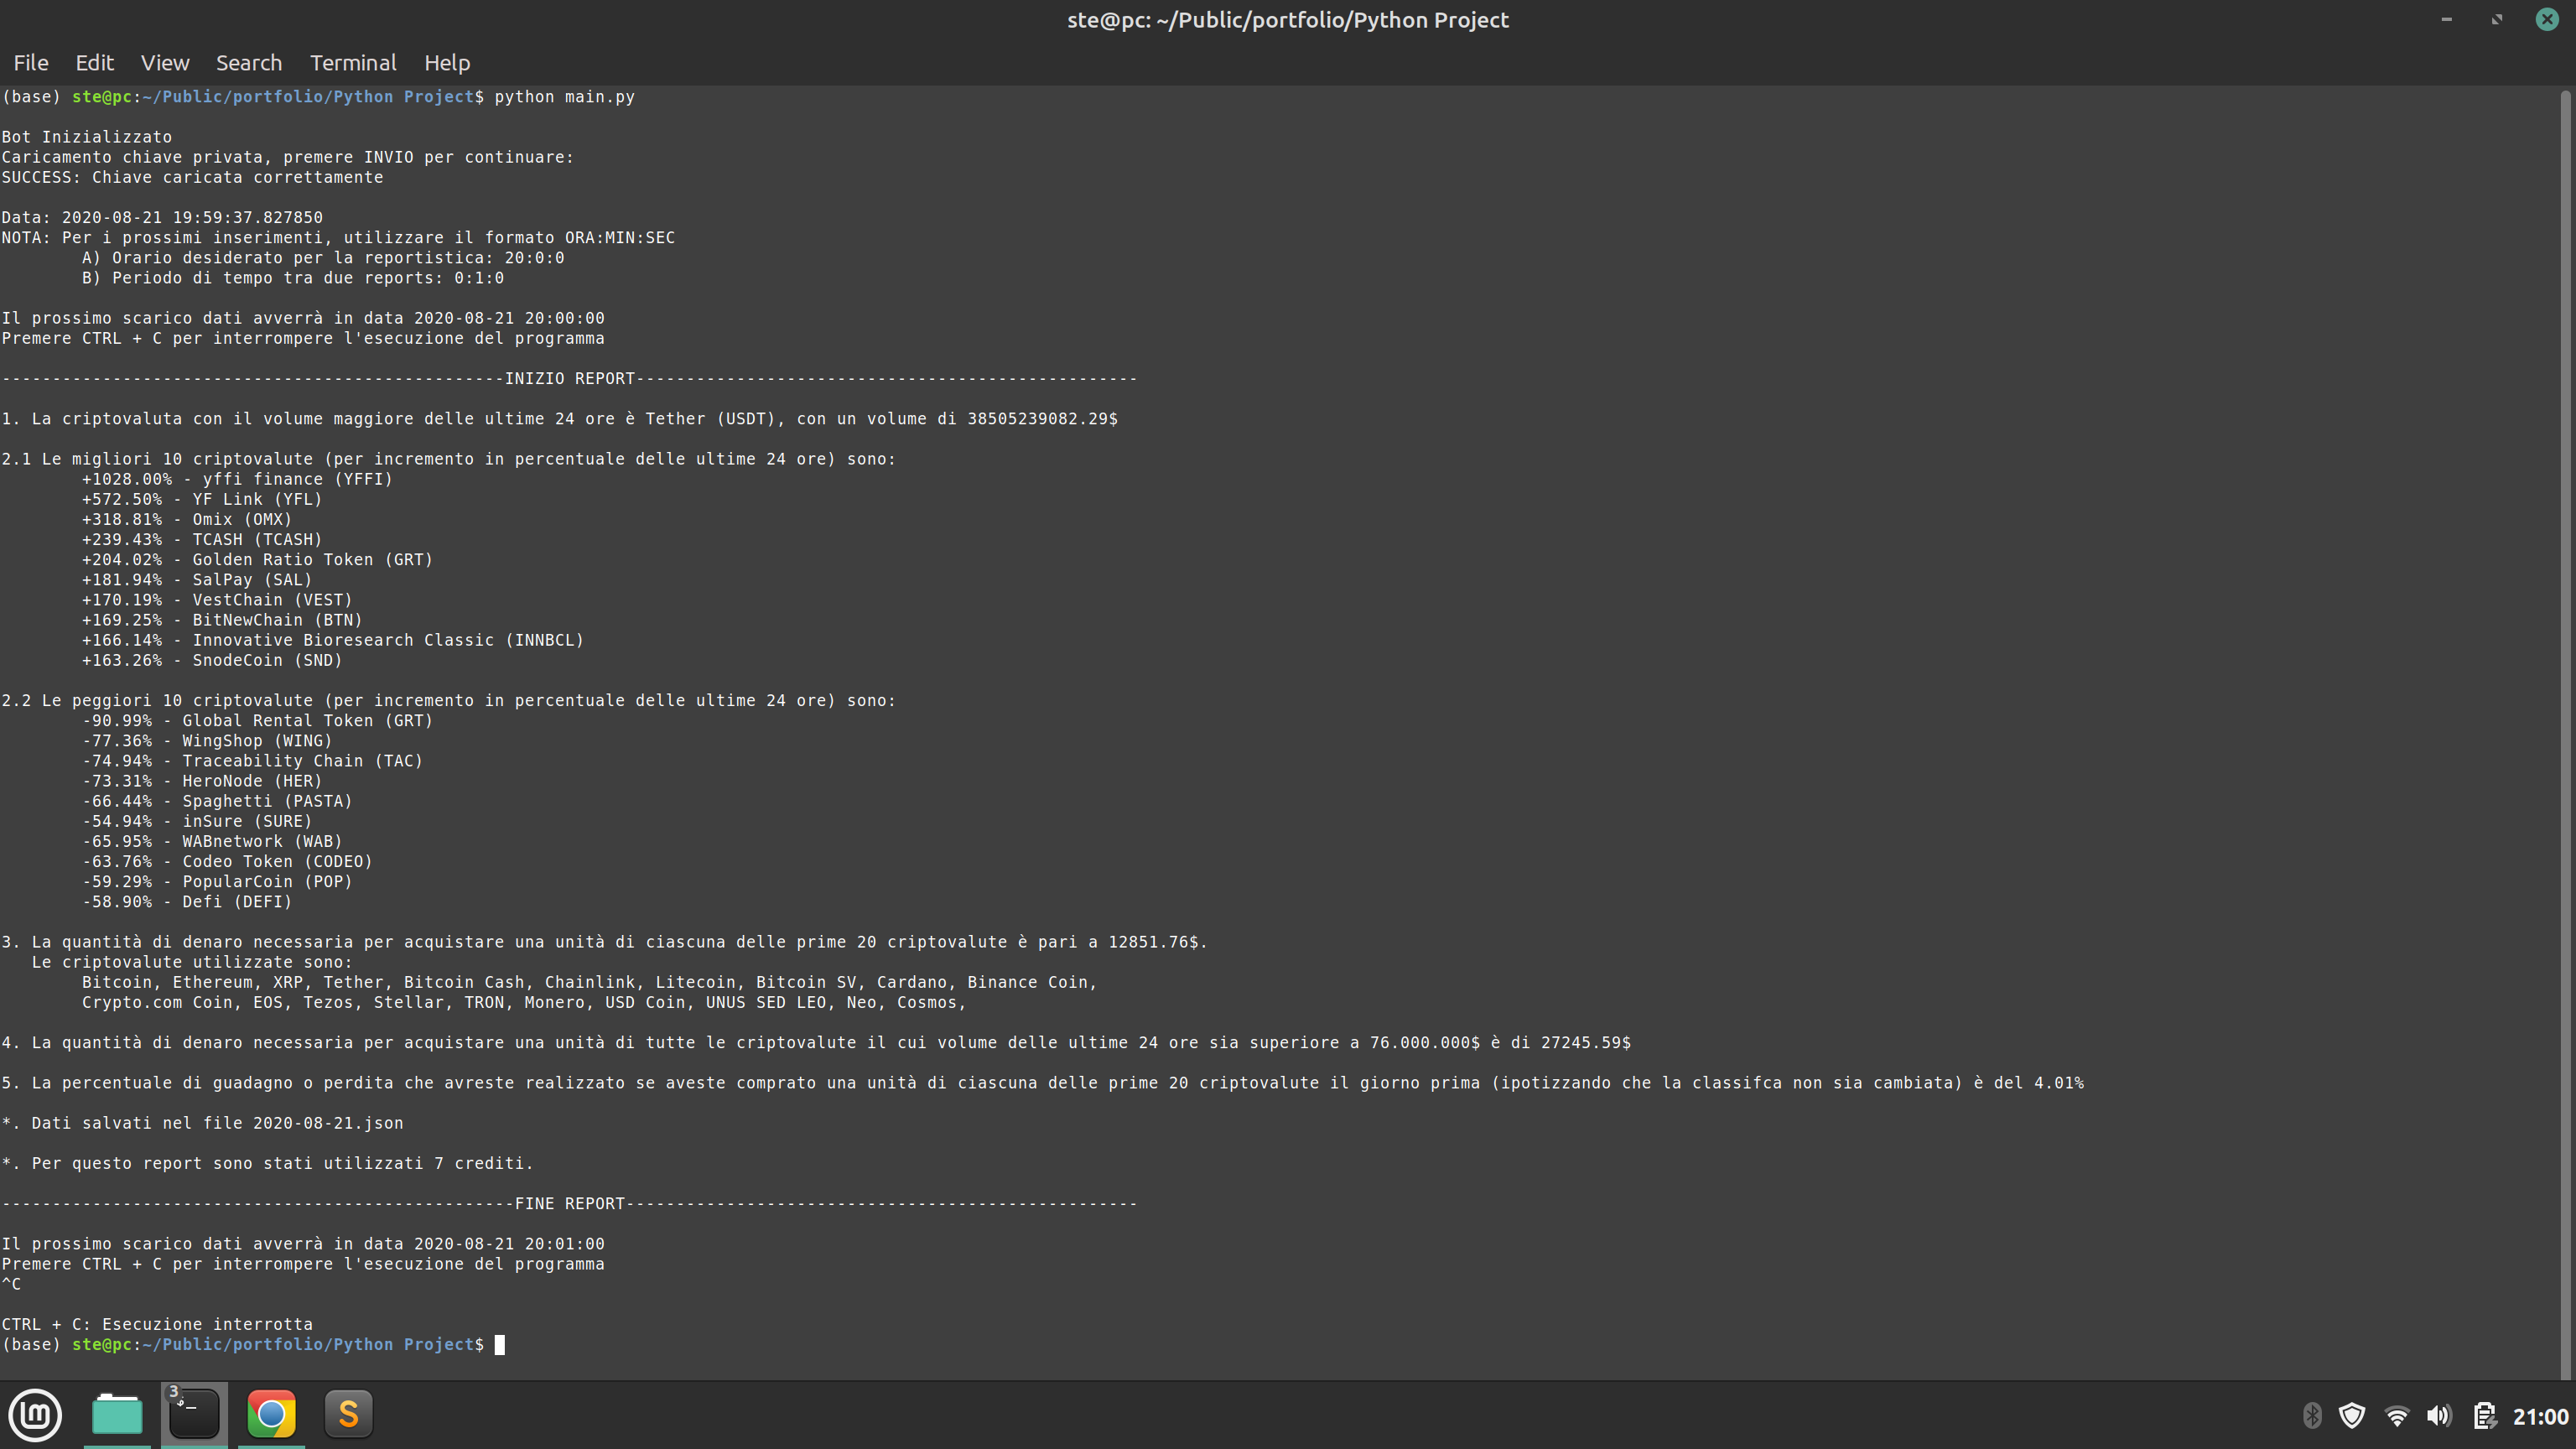 ste@pc: ~/Public/portfolio/Python Project
File Edit View Search Terminal Help
(base) ste@pc:~/Public/portfolio/Python Project$ python main.py
Bot Inizializzato
Caricamento chiave privata, premere INVIO per continuare:
SUCCESS: Chiave caricata correttamente
Data: 2020-08-21 19:59:37.827850
NOTA: Per i prossimi inserimenti, utilizzare il formato ORA:MIN:SEC
A) Orario desiderato per la reportistica: 20:0:0
B) Periodo di tempo tra due reports: 0:1:0
Il prossimo scarico dati avverrà in data 2020-08-21 20:00:00
Premere CTRL + C per interrompere l'esecuzione del programma
--------------------------------------------------INIZIO REPORT--------------------------------------------------
1. La criptovaluta con il volume maggiore delle ultime 24 ore è Tether (USDT), con un volume di 38505239082.29$
2.1 Le migliori 10 criptovalute (per incremento in percentuale delle ultime 24 ore) sono:
+1028.00% - yffi finance (YFFI)
+572.50% - YF Link (YFL)
+318.81% - Omix (OMX)
+239.43% - TCASH (TCASH)
+204.02% - Golden Ratio Token (GRT)
+181.94% - SalPay (SAL)
+170.19% - VestChain (VEST)
+169.25% - BitNewChain (BTN)
+166.14% - Innovative Bioresearch Classic (INNBCL)
+163.26% - SnodeCoin (SND)
2.2 Le peggiori 10 criptovalute (per incremento in percentuale delle ultime 24 ore) sono:
-90.99% - Global Rental Token (GRT)
-77.36% - WingShop (WING)
-74.94% - Traceability Chain (TAC)
-73.31% - HeroNode (HER)
-66.44% - Spaghetti (PASTA)
-54.94% - inSure (SURE)
-65.95% - WABnetwork (WAB)
-63.76% - Codeo Token (CODEO)
-59.29% - PopularCoin (POP)
-58.90% - Defi (DEFI)
3. La quantità di denaro necessaria per acquistare una unità di ciascuna delle prime 20 criptovalute è pari a 12851.76$.
Le criptovalute utilizzate sono:
Bitcoin, Ethereum, XRP, Tether, Bitcoin Cash, Chainlink, Litecoin, Bitcoin SV, Cardano, Binance Coin,
Crypto.com Coin, EOS, Tezos, Stellar, TRON, Monero, USD Coin, UNUS SED LEO, Neo, Cosmos,
4. La quantità di denaro necessaria per acquistare una unità di tutte le criptovalute il cui volume delle ultime 24 ore sia superiore a 76.000.000$ è di 27245.59$
5. La percentuale di guadagno o perdita che avreste realizzato se aveste comprato una unità di ciascuna delle prime 20 criptovalute il giorno prima (ipotizzando che la classifca non sia cambiata) è del 4.01%
*. Dati salvati nel file 2020-08-21.json
*. Per questo report sono stati utilizzati 7 crediti.
---------------------------------------------------FINE REPORT---------------------------------------------------
Il prossimo scarico dati avverrà in data 2020-08-21 20:01:00
Premere CTRL + C per interrompere l'esecuzione del programma
^C
CTRL + C: Esecuzione interrotta
(base) ste@pc:~/Public/portfolio/Python Project$
3
21:00